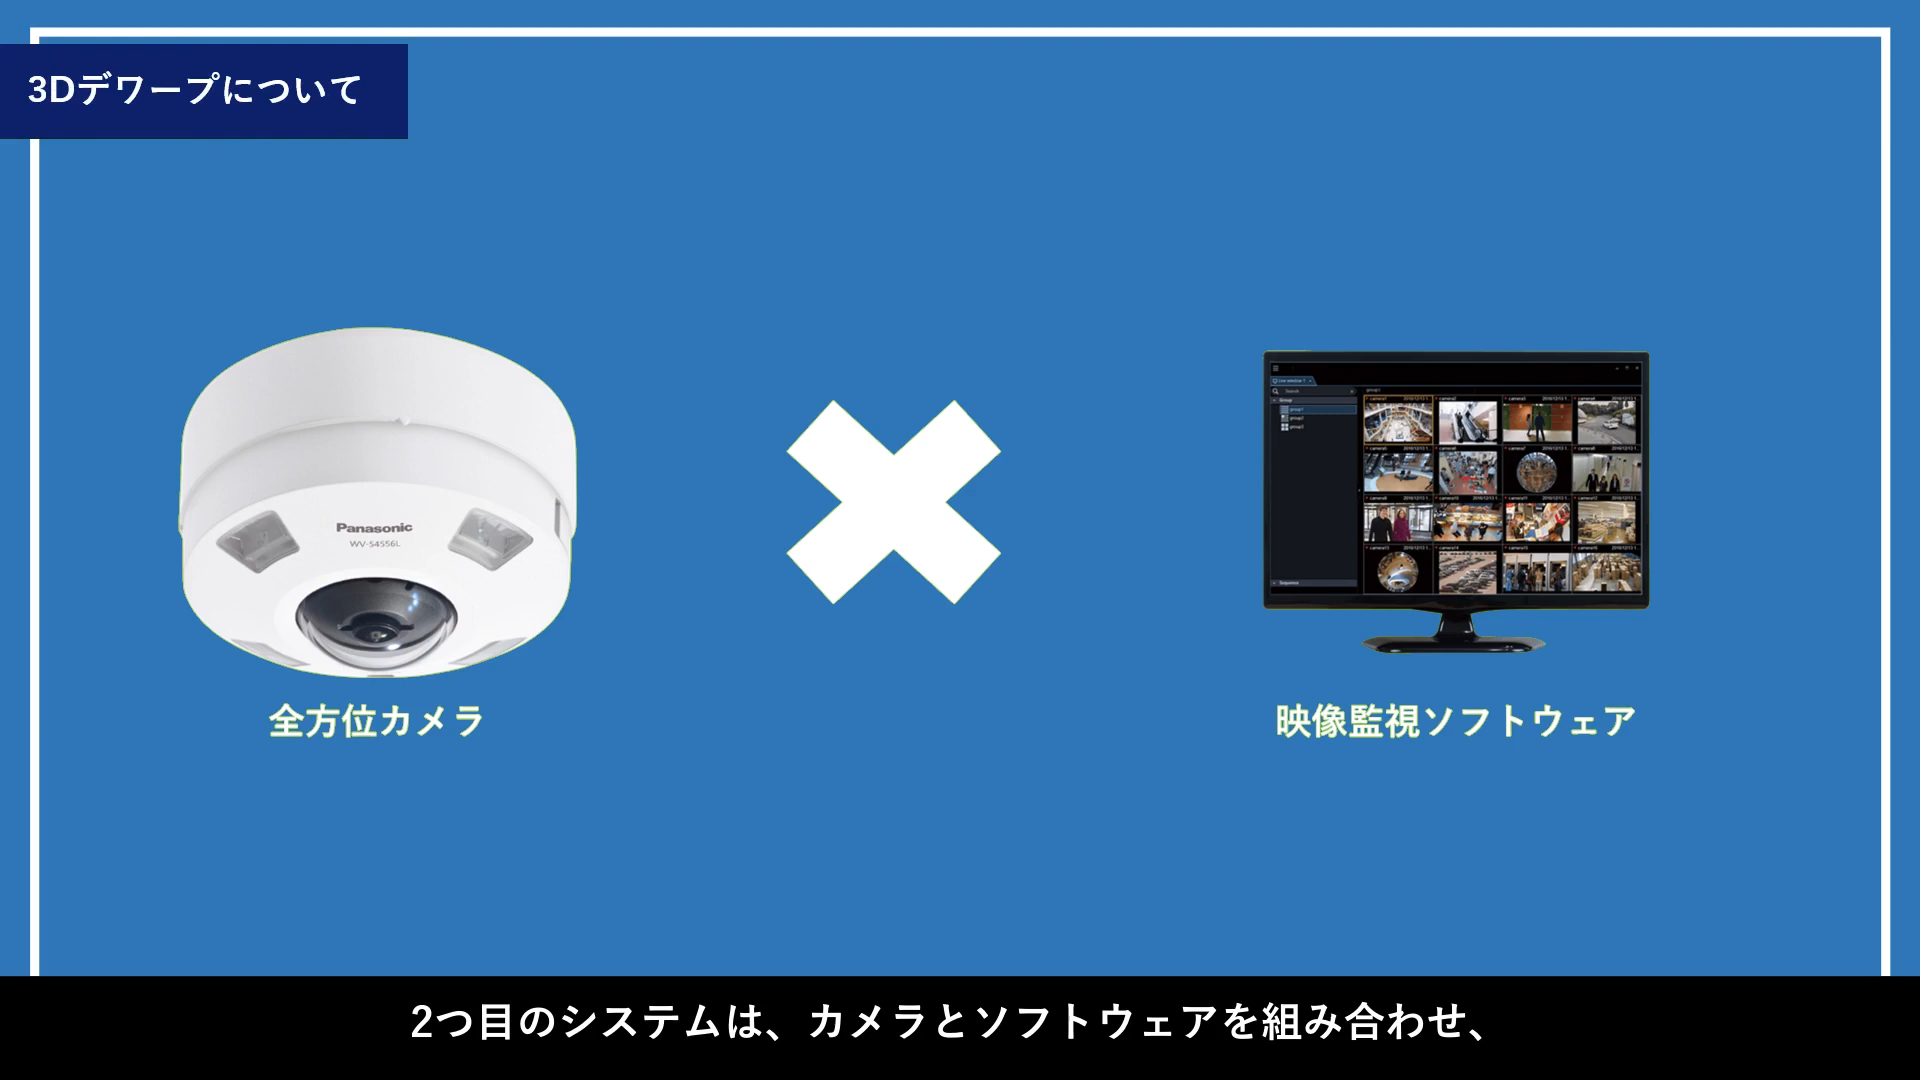 3Dデワープについて
Panasonic
WV-S4556L
全方位カメラ
映像監視ソフトウェア
2つ目のシステムは、カメラとソフトウェアを組み合わせ、